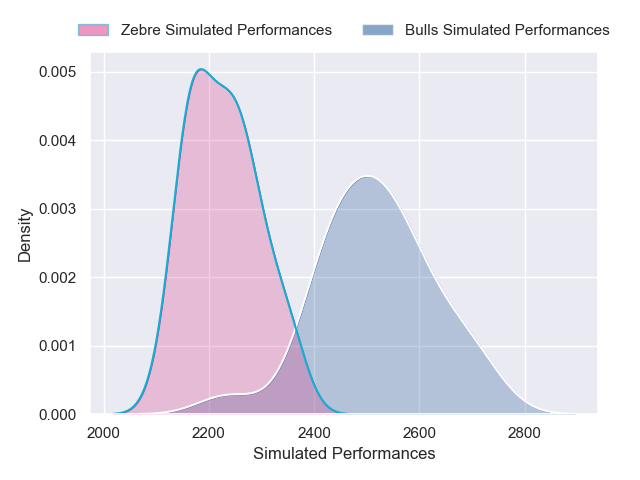 Zebre Simulated Performances Bulls Simulated Performances
0.005
0.004
0.003
0.002
0.001
0.000
Density
2000 2200 2400 2600 2800
Simulated Performances